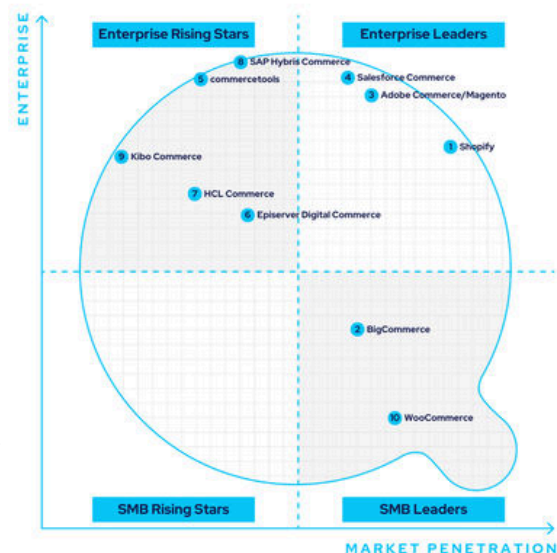 Enterprise Rising Stars
Enterprise Leaders
ENTERPRISE
8 SAP Hybris Commerce
5 commercetools
4 Salesforce Commerce
3 Adobe Commerce/Magento
1 Shopify
9 Kibo Commerce
7 HCL Commerce
6 Episerver Digital Commerce
2 BigCommerce
10 WooCommerce
SMB Rising Stars
SMB Leaders
MARKET PENETRATION